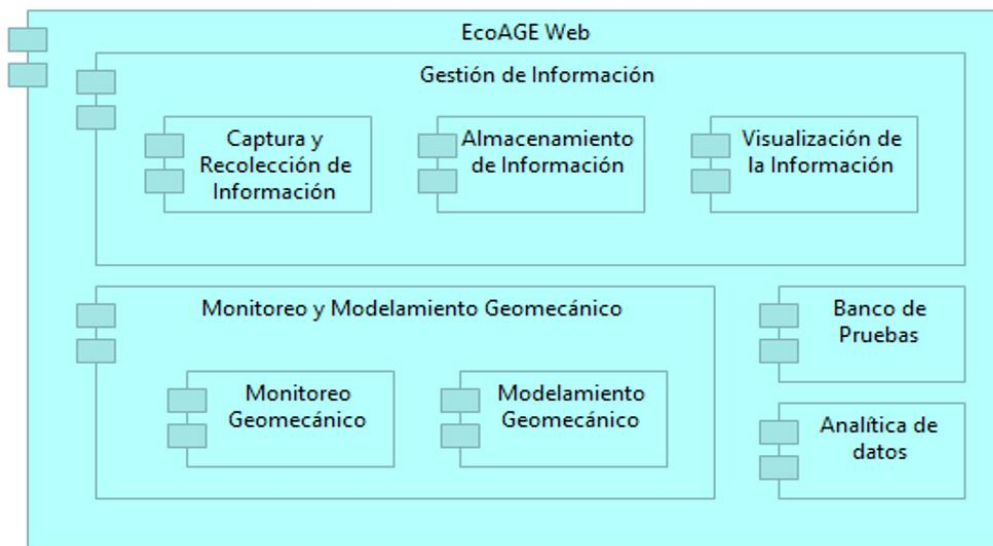 EcoAGE Web
Gestión de Información
Captura y
Recolección de
Información
Almacenamiento
de Información
Visualización de
la Información
Monitoreo y Modelamiento Geomecánico
Monitoreo
Geomecánico
Modelamiento
Geomecánico
Banco de
Pruebas
Analítica de
datos